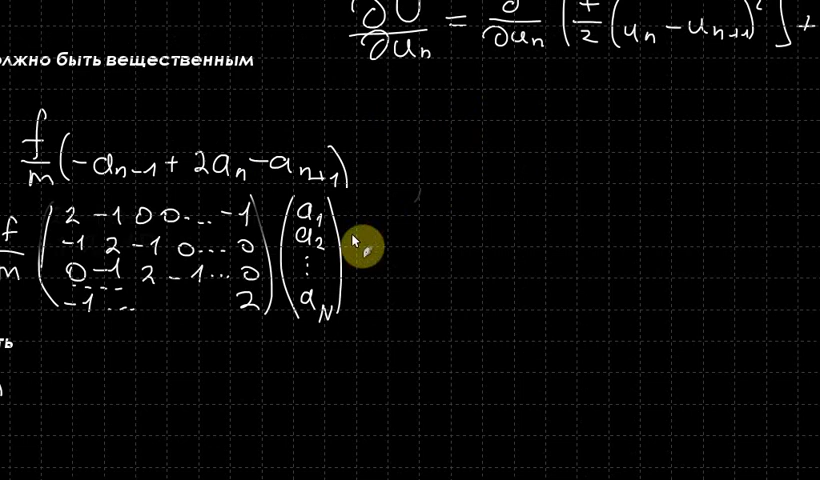 ∂U/∂uₙ = ∂/∂uₙ [f/2 (uₙ − uₙ₊₁)²] +
олжно быть вещественным
f/m (−aₙ₋₁ + 2aₙ − aₙ₊₁)
2 −1 0 0 ... −1 a₁
−1 2 −1 0 ... 0 a₂
f/m
0 −1 2 −1 ... 0 ⋮
−1 ... 2 a_N
ть